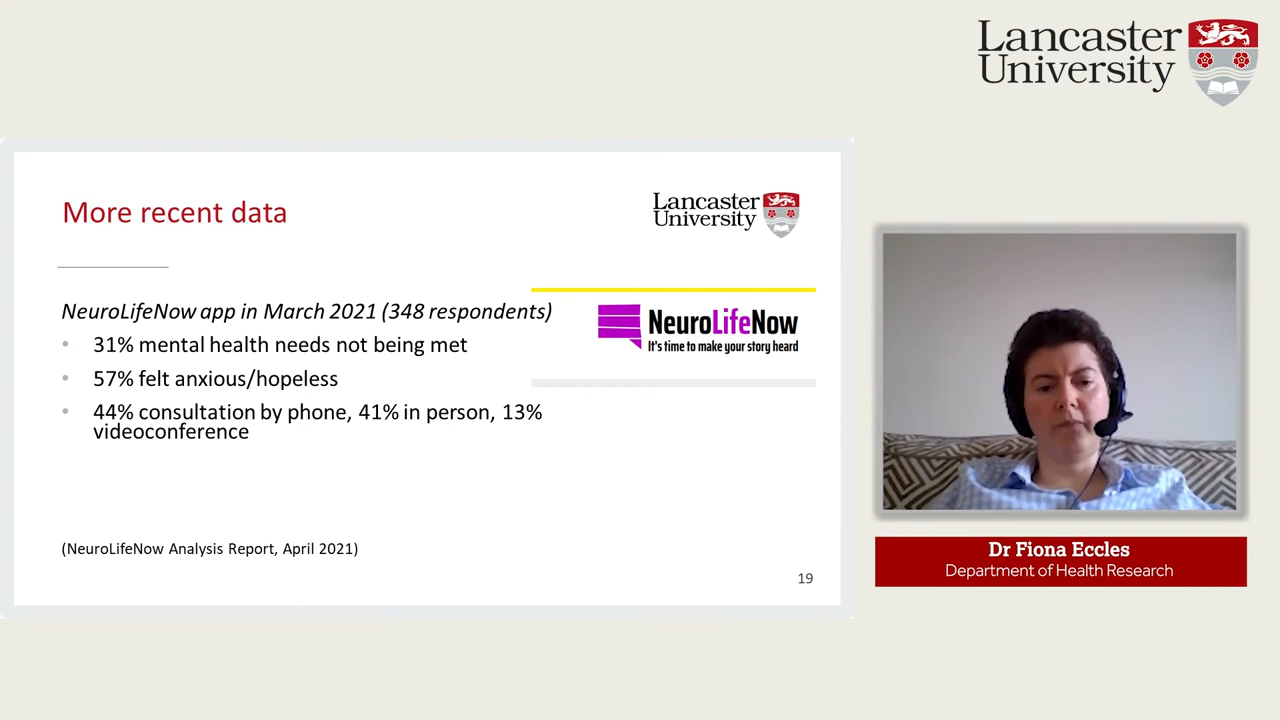 Lancaster
University
More recent data
Lancaster
University
NeuroLifeNow app in March 2021 (348 respondents)
• 31% mental health needs not being met
• 57% felt anxious/hopeless
• 44% consultation by phone, 41% in person, 13%
videoconference
NeuroLifeNow
It's time to make your story heard
(NeuroLifeNow Analysis Report, April 2021)
19
Dr Fiona Eccles
Department of Health Research